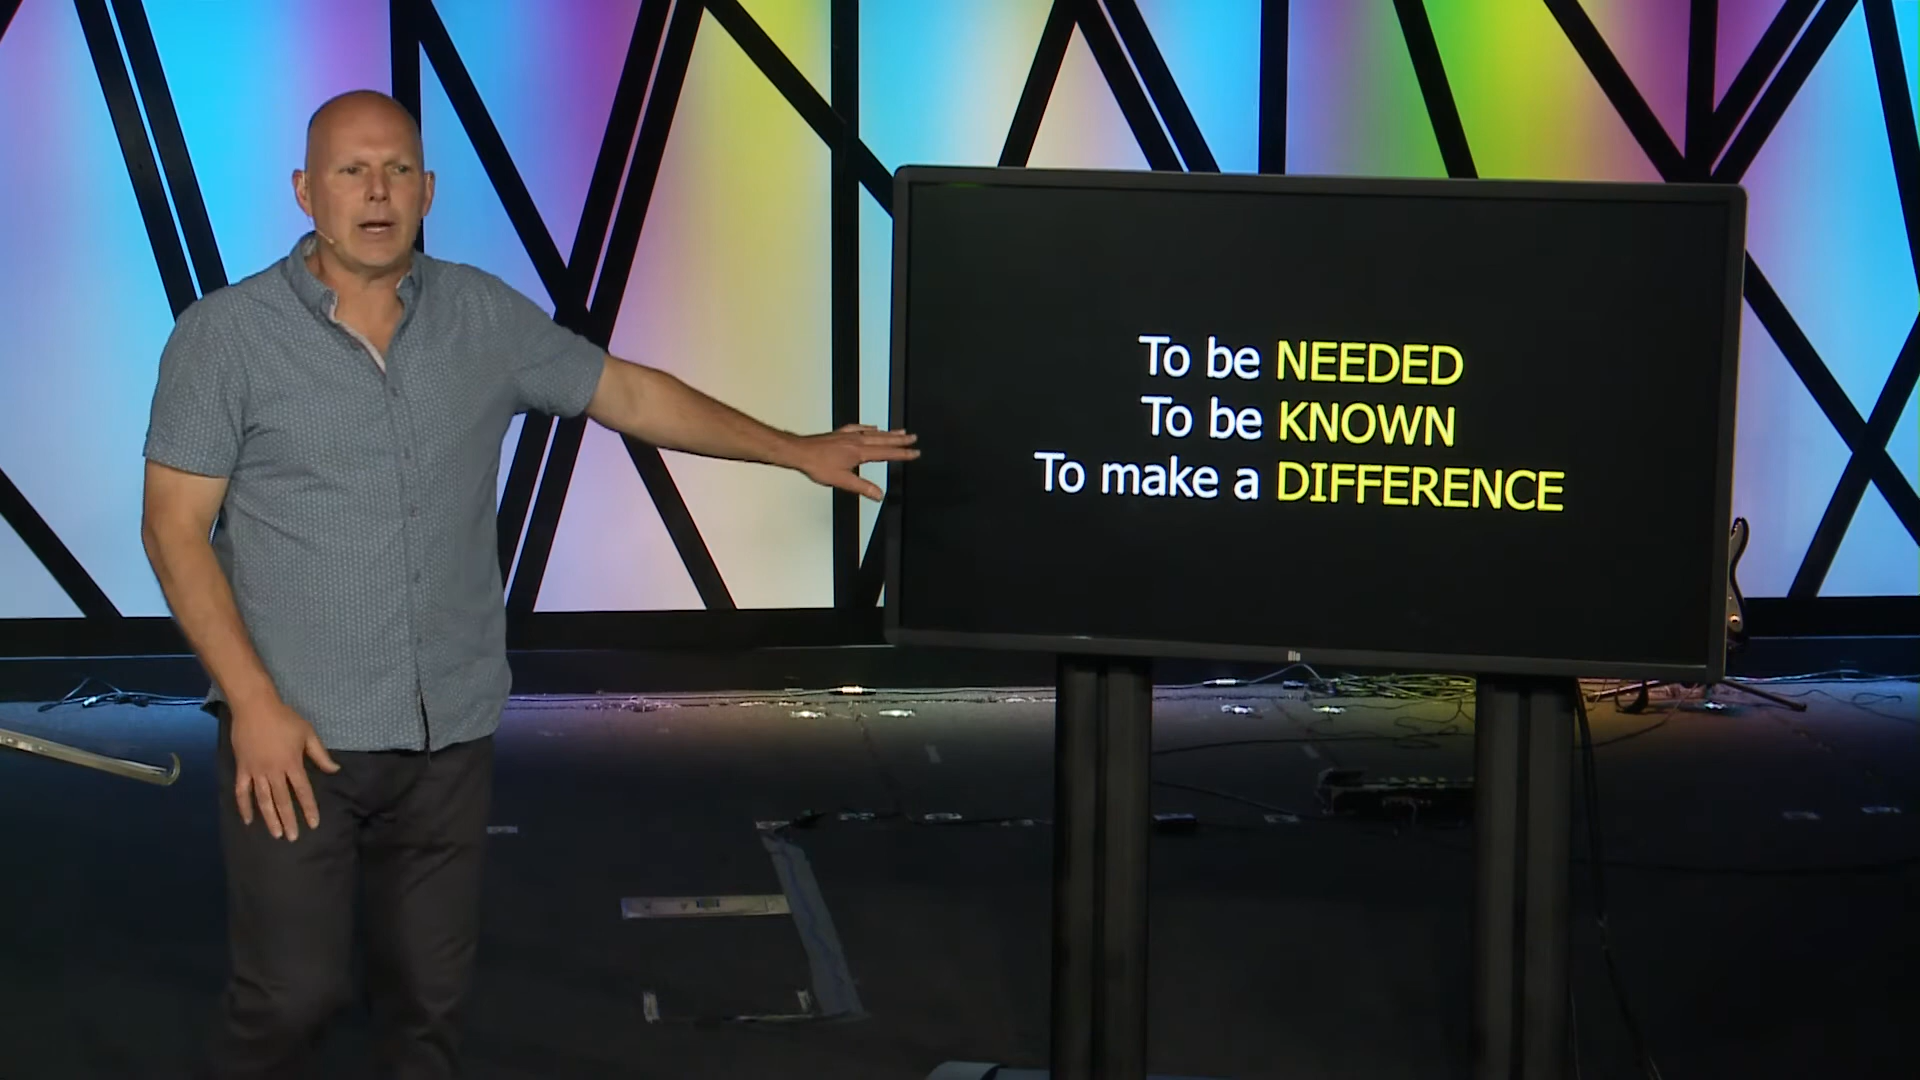 To be NEEDED
To be KNOWN
To make a DIFFERENCE